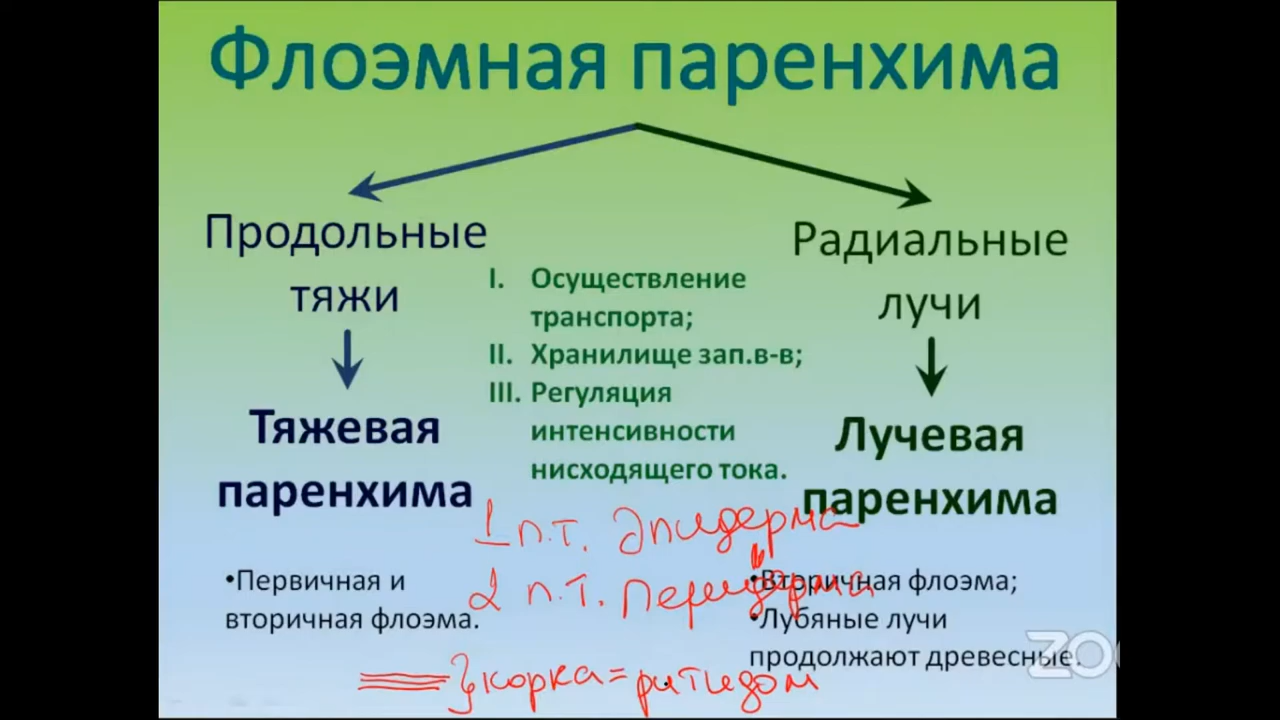 Флоэмная паренхима
Продольные
тяжи
Тяжевая
паренхима
•Первичная и
вторичная флоэма.
I. Осуществление
транспорта;
II. Хранилище зап.в-в;
III. Регуляция
интенсивности
нисходящего тока.
Радиальные
лучи
Лучевая
паренхима
•Вторичная флоэма;
•Лубяные лучи
продолжают древесные.
1 п.т. Эпидерма
2 п.т. Перидерма
} корка = ритидом
ZO